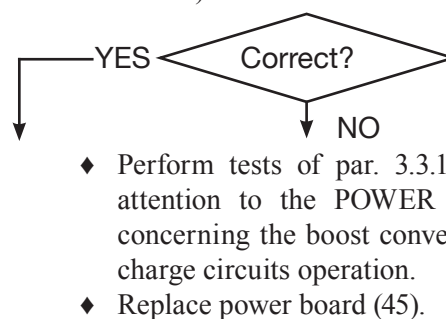 YES Correct?
NO
♦ Perform tests of par. 3.3.1
attention to the POWER
concerning the boost conve
charge circuits operation.
♦ Replace power board (45).